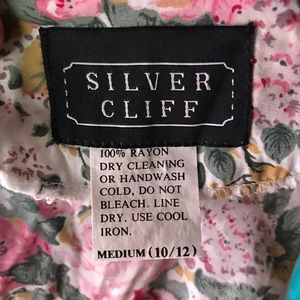 SILVER
CLIFF
100% RAYON
DRY CLEANING
OR HANDWASH
COLD, DO NOT
BLEACH. LINE
DRY. USE COOL
IRON.
MEDIUM (10/12)